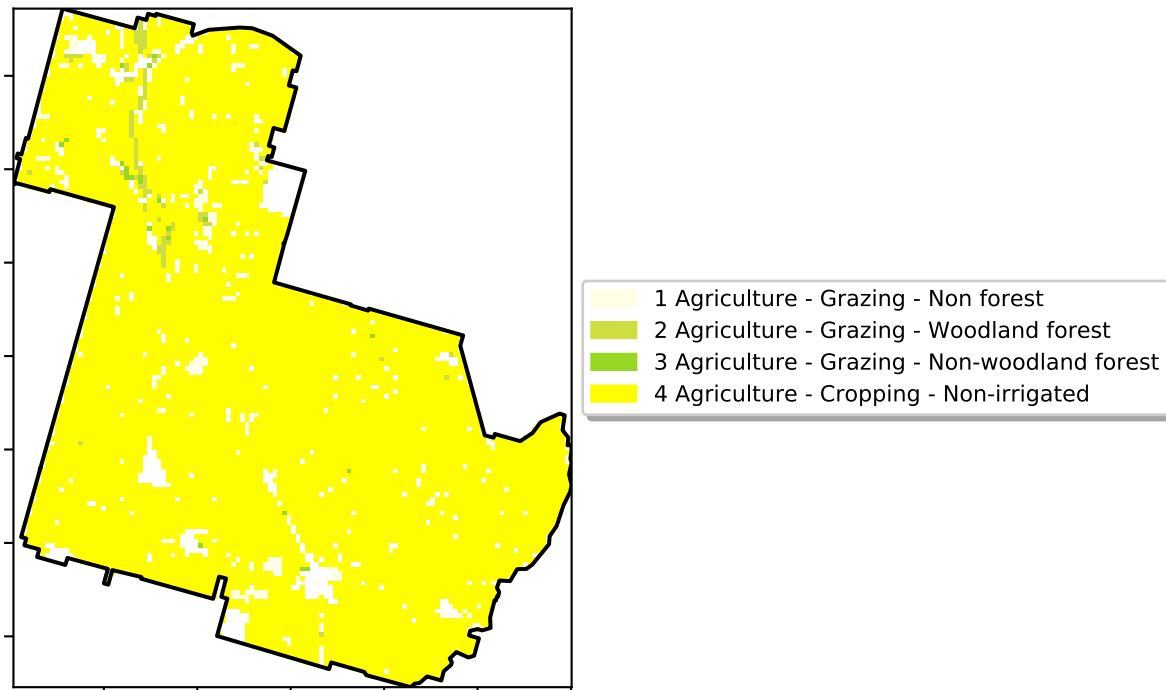 1 Agriculture - Grazing - Non forest
2 Agriculture - Grazing - Woodland forest
3 Agriculture - Grazing - Non-woodland forest
4 Agriculture - Cropping - Non-irrigated